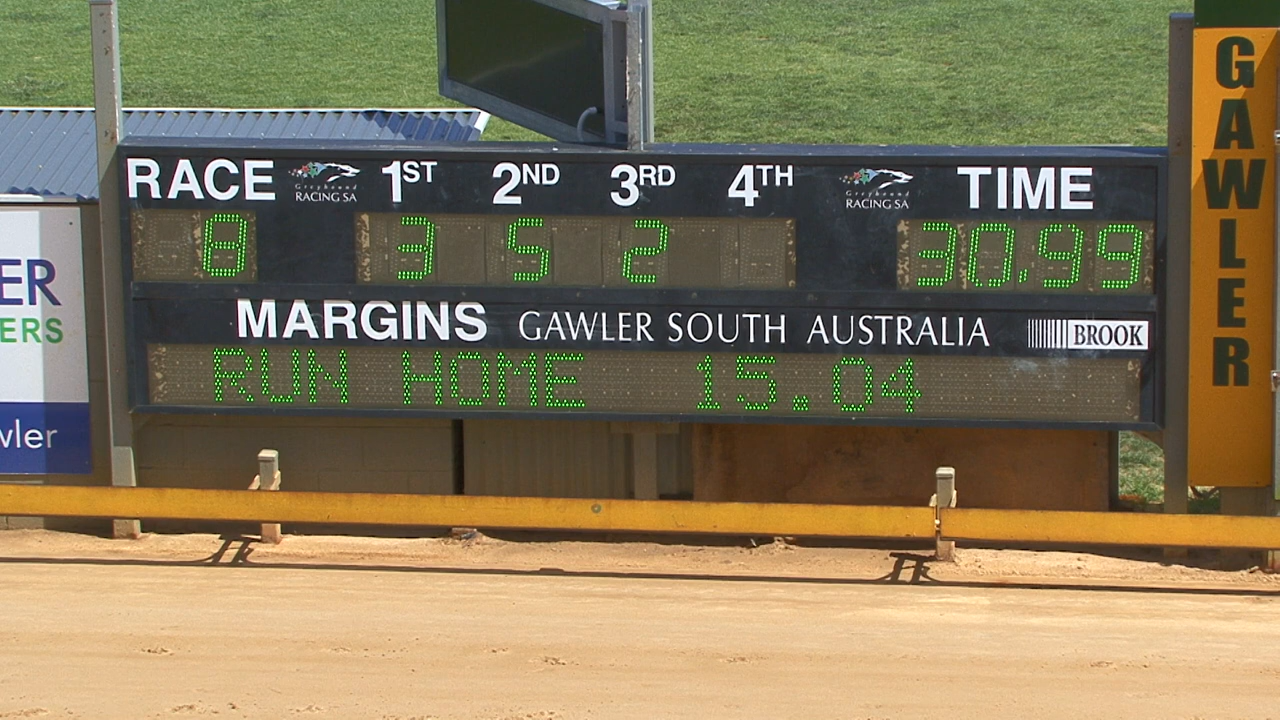 RACE 1ST 2ND 3RD 4TH TIME
Greyhound RACING SA
Greyhound RACING SA
8 3 5 2 30.99
MARGINS GAWLER SOUTH AUSTRALIA BROOK
RUN HOME 15.04
GAWLER
ER
ERS
wler